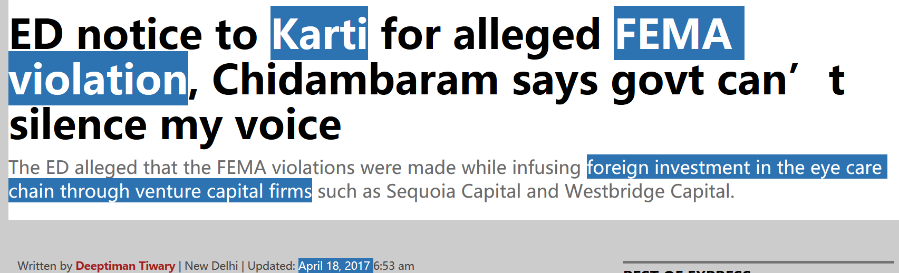 ED notice to Karti for alleged FEMA
violation, Chidambaram says govt can’t
silence my voice
The ED alleged that the FEMA violations were made while infusing foreign investment in the eye care
chain through venture capital firms such as Sequoia Capital and Westbridge Capital.
Written by Deeptiman Tiwary | New Delhi | Updated: April 18, 2017 6:53 am
BEST OF EXPRESS